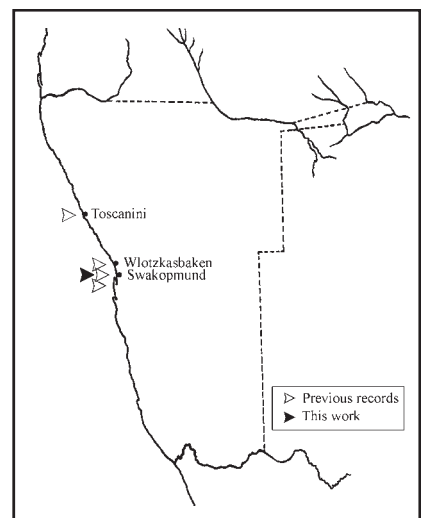 Toscanini
Wlotzkasbaken
Swakopmund
Previous records
This work